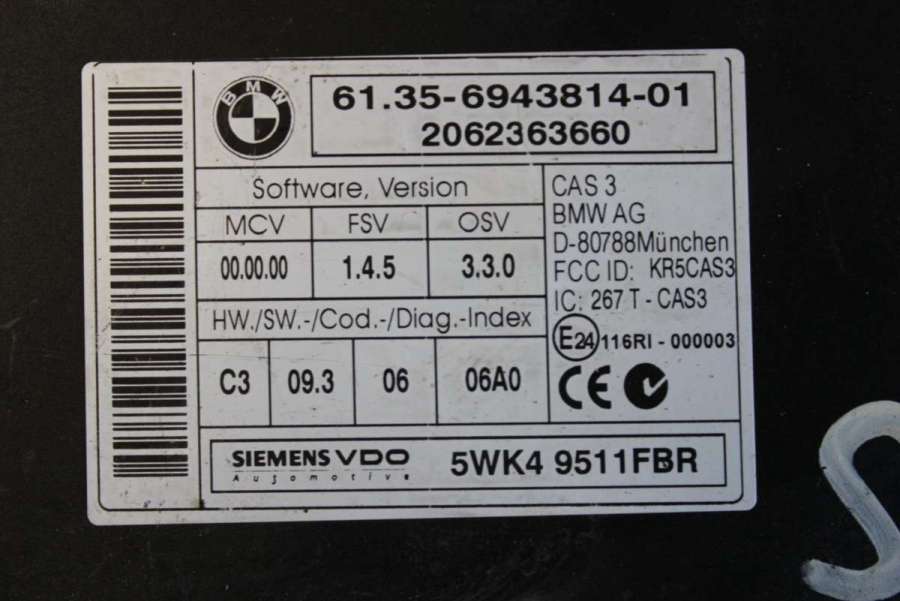 BMW
61.35-6943814-01
2062363660
Software, Version
MCV FSV OSV
00.00.00 1.4.5 3.3.0
HW./SW.-/Cod.-/Diag.-Index
C3 09.3 06 06A0
CAS 3
BMW AG
D-80788München
FCC ID: KR5CAS3
IC: 267 T - CAS3
E24 116RI - 000003
CE
SIEMENS VDO
Automotive
5WK4 9511FBR
S